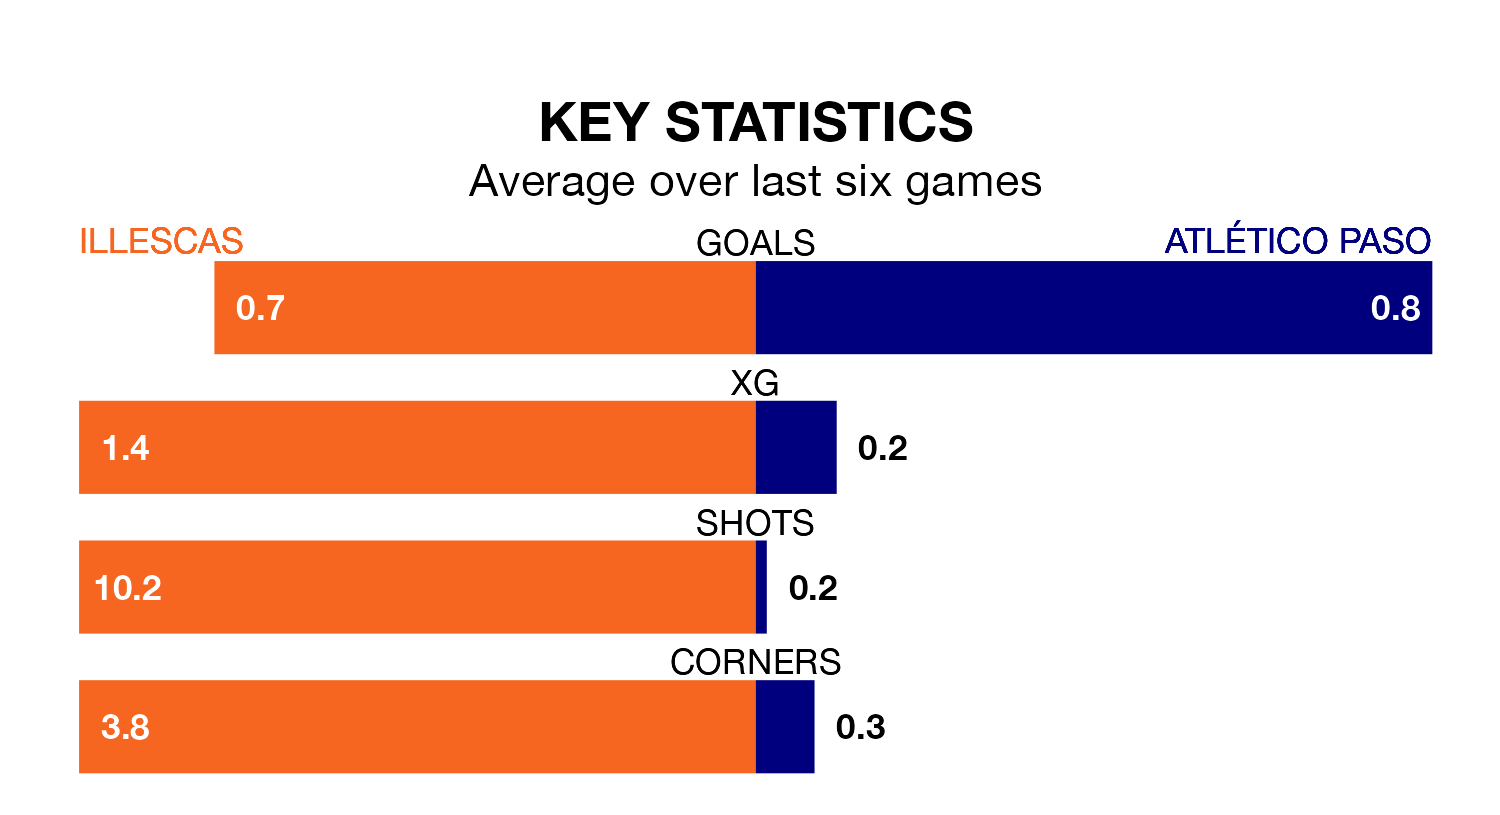 KEY STATISTICS
Average over last six games
ILLESCAS GOALS ATLÉTICO PASO
0.7 0.8
XG
1.4 0.2
SHOTS
10.2 0.2
CORNERS
3.8 0.3